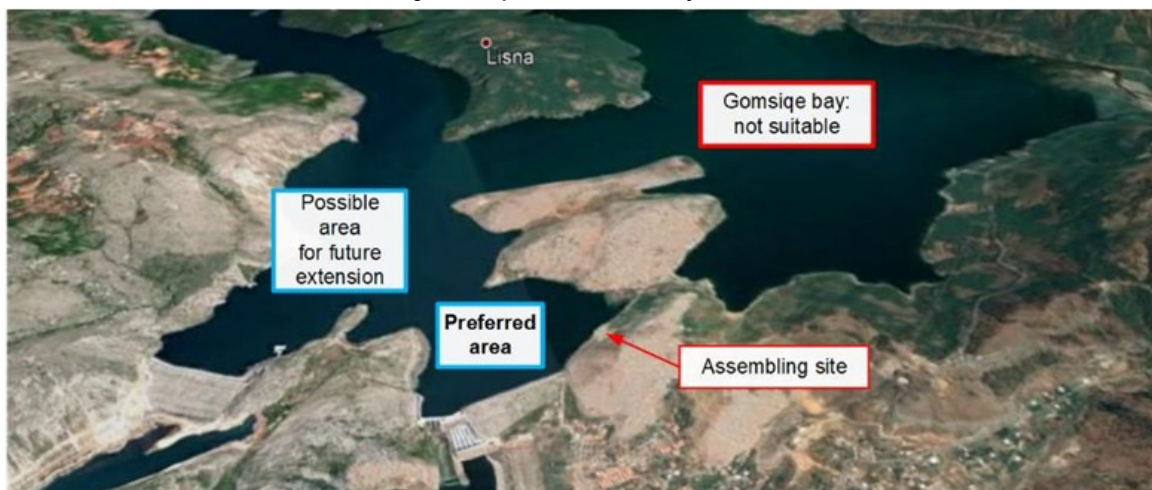 Lisna
Gomsiqe bay:
not suitable
Possible
area
for future
extension
Preferred
area
Assembling site